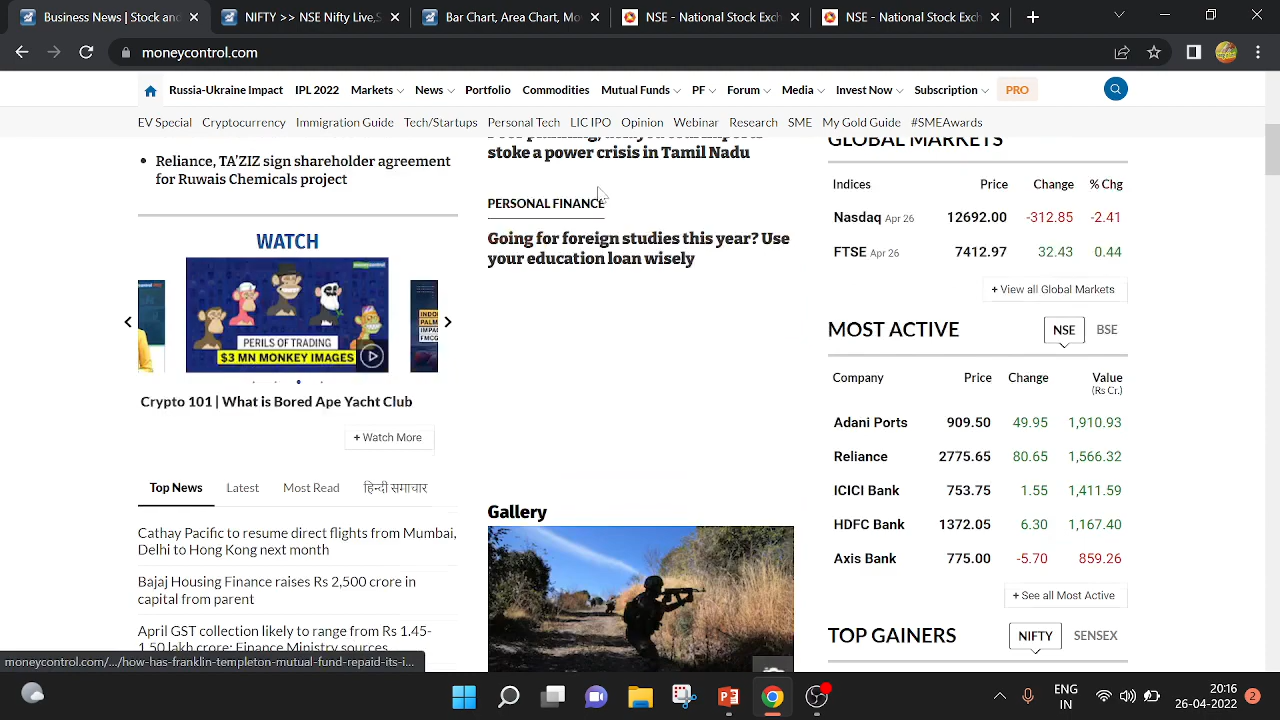 Business News, Stock and
NIFTY >> NSE Nifty
Bar Chart, Area Chart, Mo
NSE - National Stock Exch
NSE - National Stock Exch
moneycontrol.com
Russia-Ukraine Impact IPL 2022 Markets News Portfolio Commodities Mutual Funds PF Forum Media Invest Now Subscription PRO
EV Special Cryptocurrency Immigration Guide Tech/Startups Personal Tech LIC IPO Opinion Webinar Research SME My Gold Guide #SMEAwards
• Reliance, TA'ZIZ sign shareholder agreement
for Ruwais Chemicals project
WATCH
PERILS OF TRADING
$3 MN MONKEY IMAGES
Crypto 101 | What is Bored Ape Yacht Club
+ Watch More
Top News Latest Most Read हिन्दी समाचार
Cathay Pacific to resume direct flights from Mumbai,
Delhi to Hong Kong next month
Bajaj Housing Finance raises Rs 2,500 crore in
capital from parent
April GST collection likely to range from Rs 1.45-
1.50 lakh crore: Finance Ministry sources
moneycontrol.com/.../how-has-franklin-templeton-mutual-fund-repaid-its-i...
stoke a power crisis in Tamil Nadu
PERSONAL FINANCE
Going for foreign studies this year? Use
your education loan wisely
Gallery
GLOBAL MARKETS
Indices Price Change % Chg
Nasdaq Apr 26 12692.00 -312.85 -2.41
FTSE Apr 26 7412.97 32.43 0.44
+ View all Global Markets
MOST ACTIVE NSE BSE
Company Price Change Value
(Rs Cr.)
Adani Ports 909.50 49.95 1,910.93
Reliance 2775.65 80.65 1,566.32
ICICI Bank 753.75 1.55 1,411.59
HDFC Bank 1372.05 6.30 1,167.40
Axis Bank 775.00 -5.70 859.26
+ See all Most Active
TOP GAINERS NIFTY SENSEX
ENG
IN
20:16
26-04-2022
2